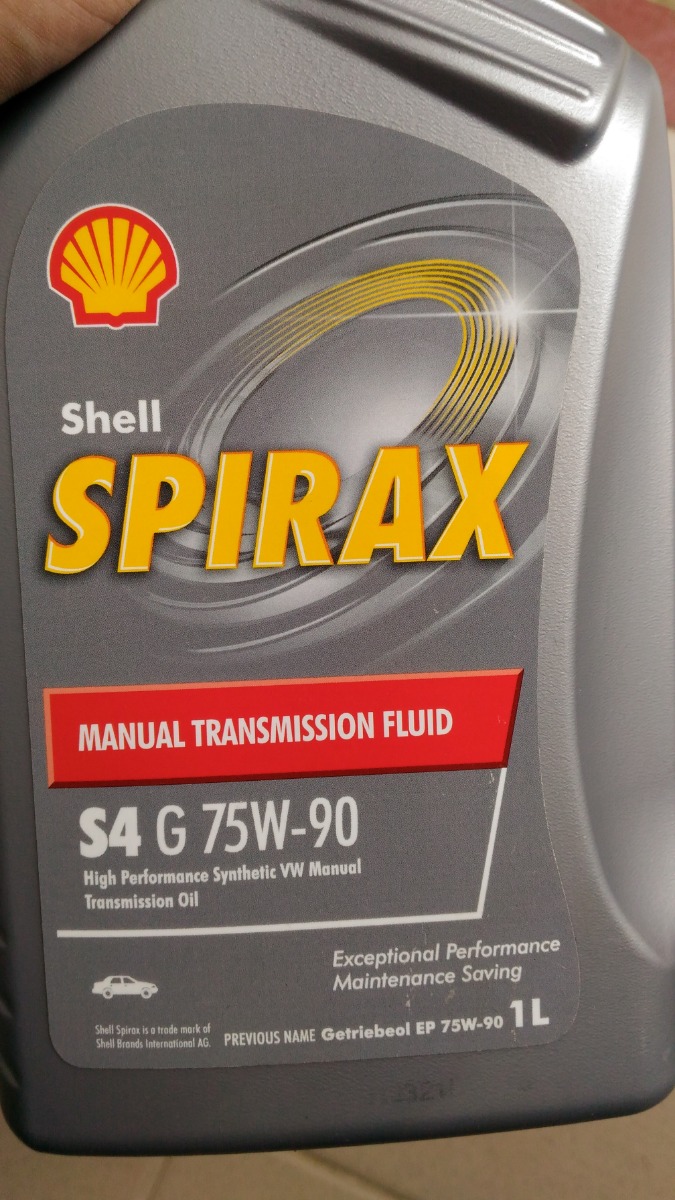 Shell
SPIRAX
MANUAL TRANSMISSION FLUID
S4 G 75W-90
High Performance Synthetic VW Manual
Transmission Oil
Exceptional Performance
Maintenance Saving
Shell Spirax is a trade mark of
Shell Brands International AG.
PREVIOUS NAME Getriebeol EP 75W-90 1L